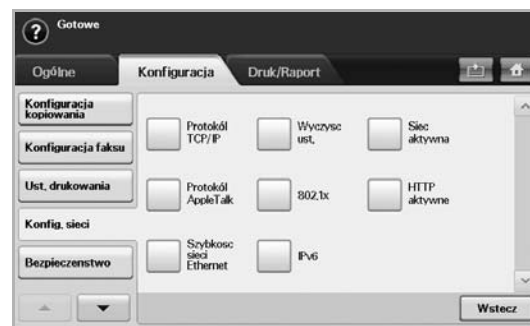 Gotowe
Ogólne
Konfiguracja
Druk/Raport
Konfiguracja
kopiowania
Konfiguracja faksu
Ust. drukowania
Konfig. sieci
Bezpieczenstwo
Protokól
TCP/IP
Wyczysc
ust.
Siec
aktywna
Protokól
AppleTalk
802.1x
HTTP
aktywne
Szybkosc
sieci
Ethernet
IPv6
Wstecz